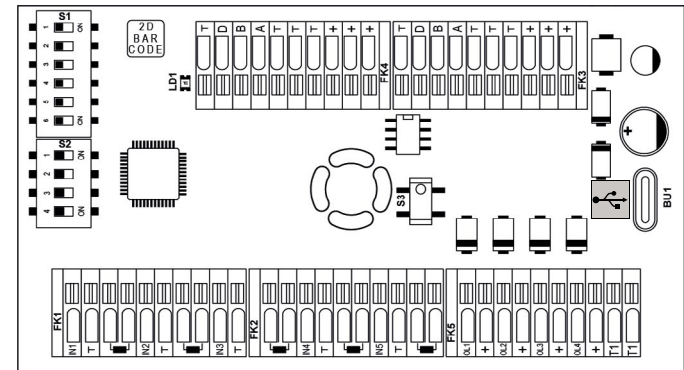 S1
1 ON
2
3
4
5
6 ON
S2
1 ON
2
3
4 ON
2D
BAR
CODE
LD1
T D B A T T + + +
FK4
T D B A T T T + + +
FK3
+
BU1
S3
FK1
IN1 T IN2 T IN3 T
FK2
IN4 T IN5 T
FK5
OL1 + OL2 + OL3 + OL4 + T1 T1